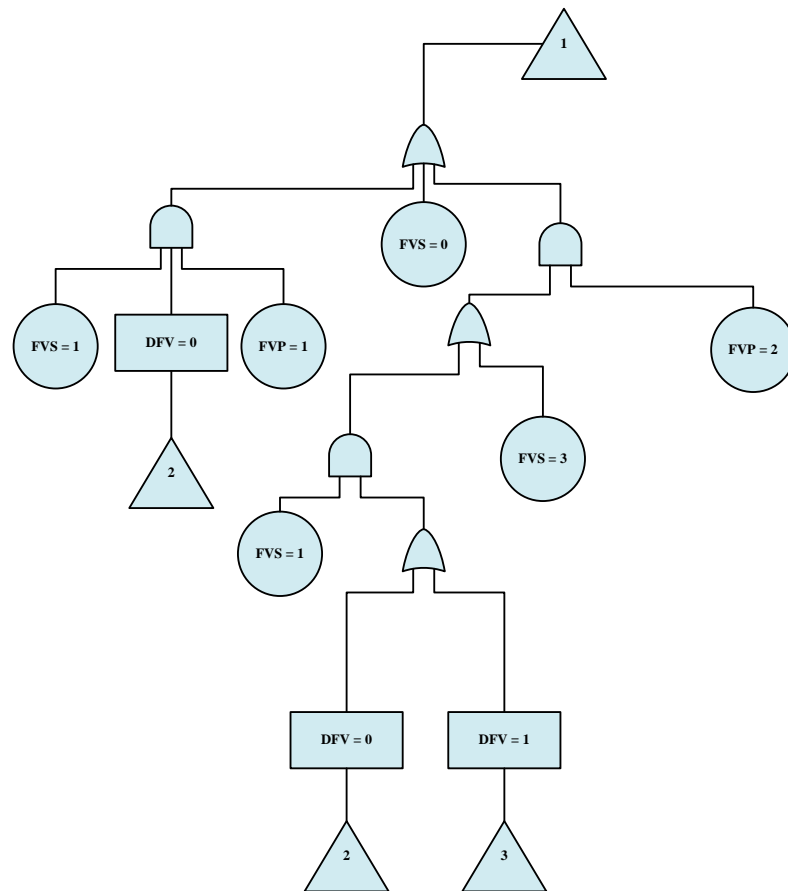 1
FVS = 0
FVS = 1
DFV = 0
FVP = 1
FVP = 2
2
FVS = 3
FVS = 1
DFV = 0
DFV = 1
2
3